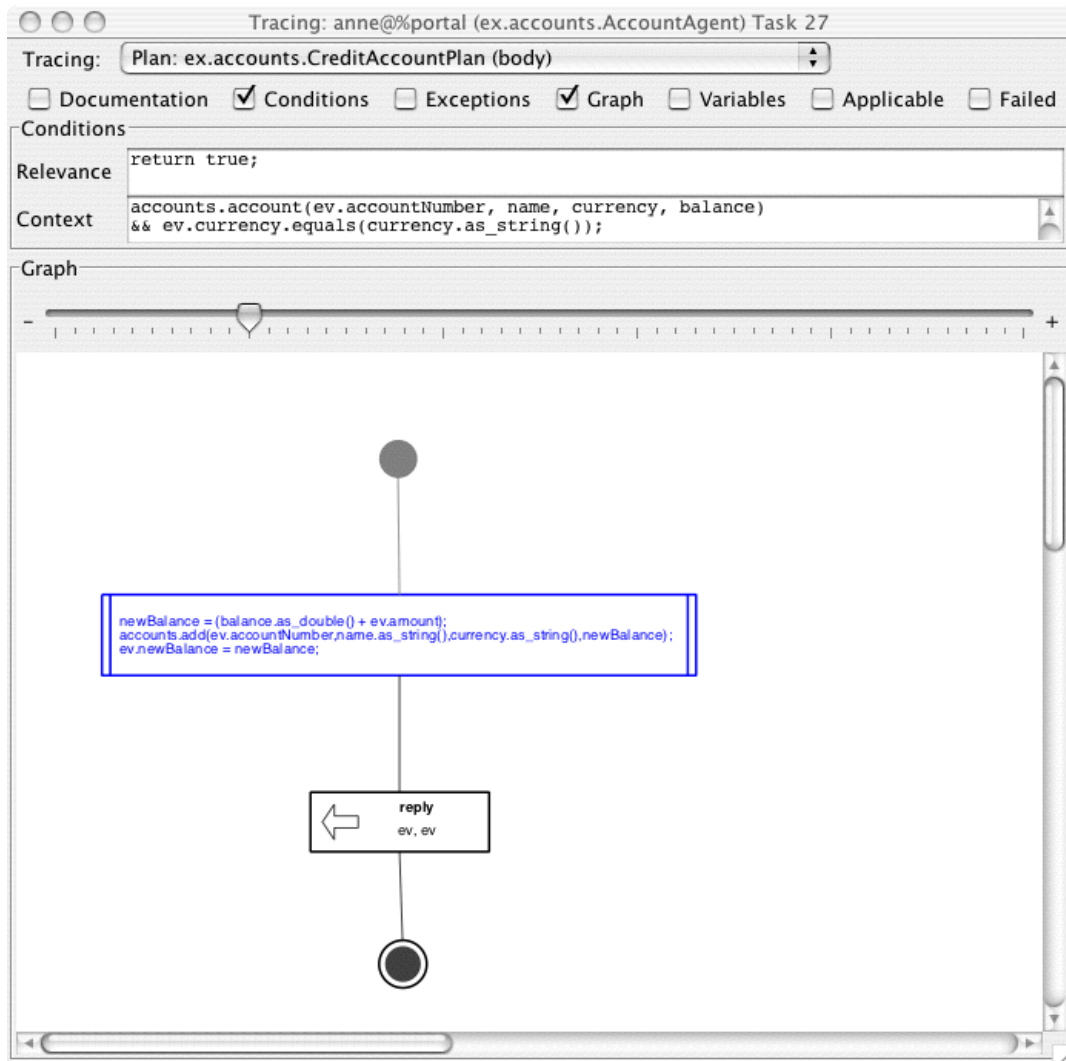 Tracing: anne@%portal (ex.accounts.AccountAgent) Task 27
Tracing: Plan: ex.accounts.CreditAccountPlan (body)
Documentation Conditions Exceptions Graph Variables Applicable Failed
Conditions
Relevance return true;
Context accounts.account(ev.accountNumber, name, currency, balance)
&& ev.currency.equals(currency.as_string());
Graph
- +
newBalance = (balance.as_double() + ev.amount);
accounts.add(ev.accountNumber,name.as_string(),currency.as_string(),newBalance);
ev.newBalance = newBalance;
reply
ev, ev